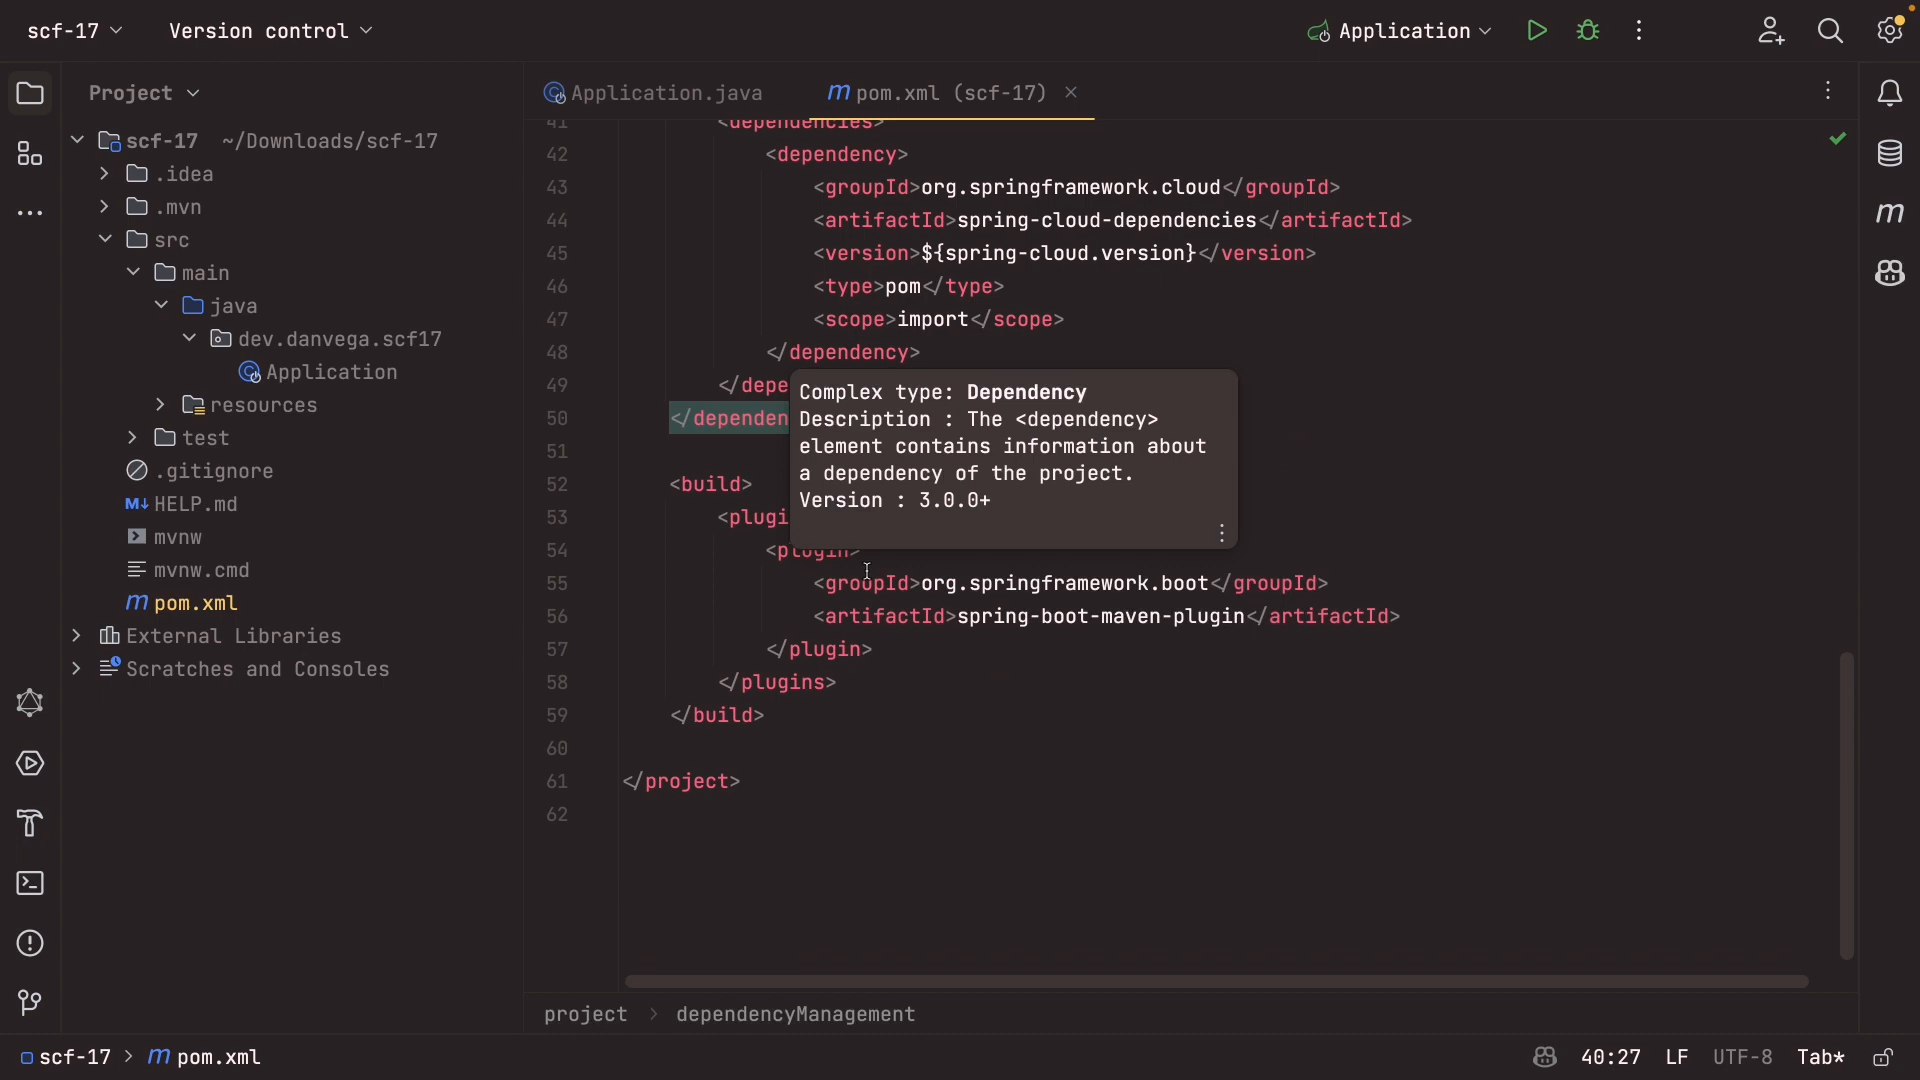 scf-17
Version control
Application
Project
Application.java
m pom.xml (scf-17)
scf-17 ~/Downloads/scf-17
.idea
.mvn
src
main
java
dev.danvega.scf17
Application
resources
test
.gitignore
M↓ HELP.md
mvnw
mvnw.cmd
m pom.xml
External Libraries
Scratches and Consoles
41 <dependencies>
42 <dependency>
43 <groupId>org.springframework.cloud</groupId>
44 <artifactId>spring-cloud-dependencies</artifactId>
45 <version>${spring-cloud.version}</version>
46 <type>pom</type>
47 <scope>import</scope>
48 </dependency>
49 </depe
50 </dependen
51
52 <build>
53 <plugi
54 <plugin>
55 <groupId>org.springframework.boot</groupId>
56 <artifactId>spring-boot-maven-plugin</artifactId>
57 </plugin>
58 </plugins>
59 </build>
60
61 </project>
62
Complex type: Dependency
Description : The <dependency>
element contains information about
a dependency of the project.
Version : 3.0.0+
m
project > dependencyManagement
scf-17 > m pom.xml
40:27 LF UTF-8 Tab*